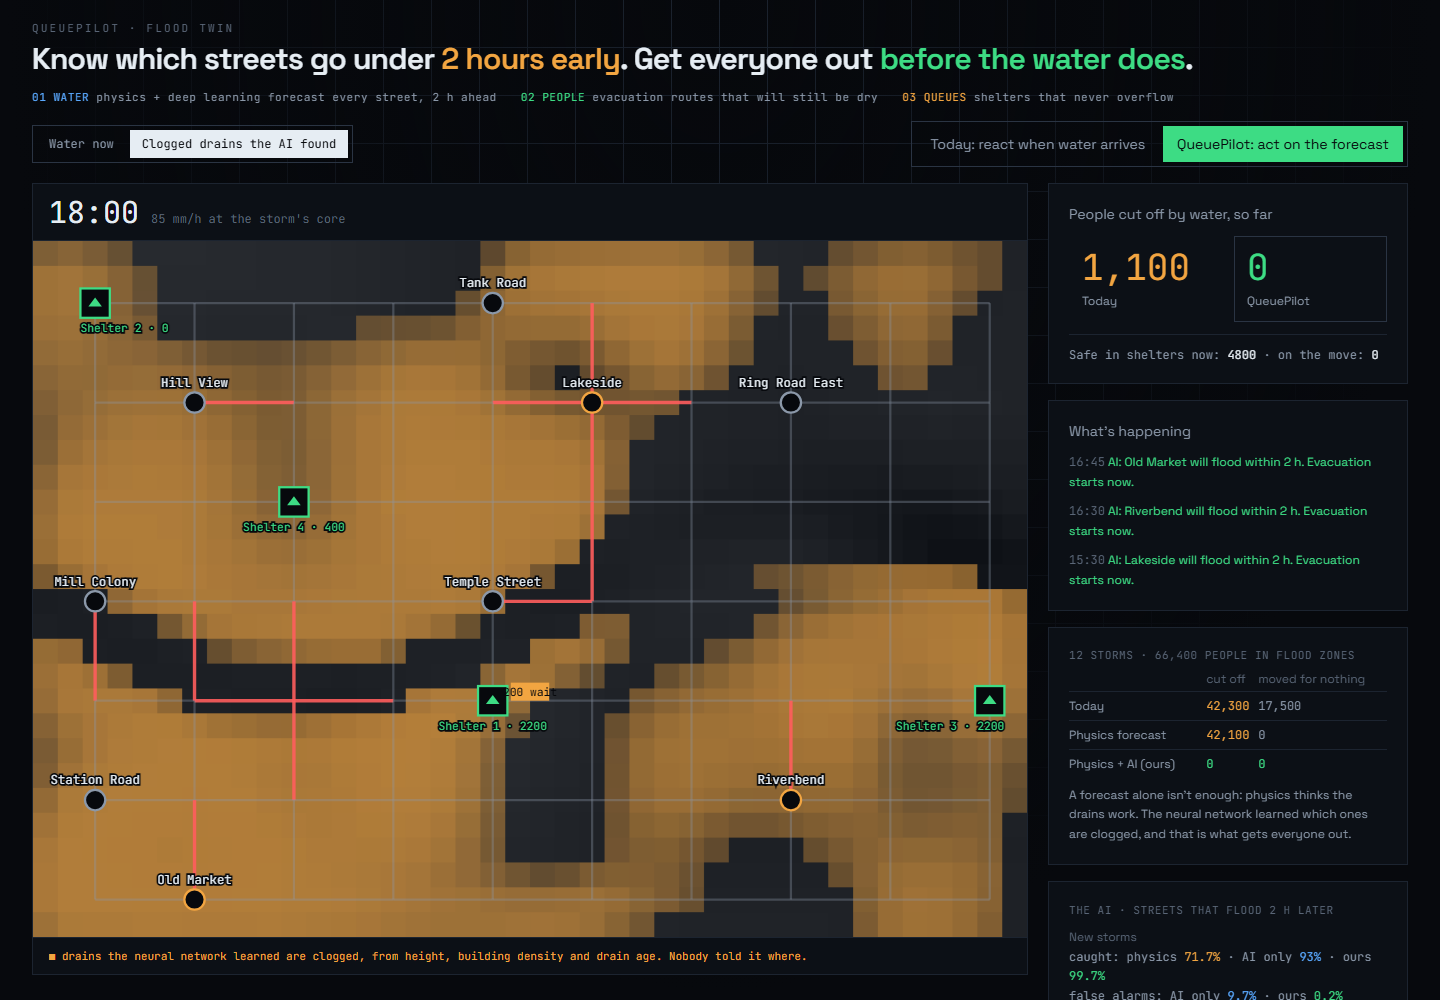 QUEUEPILOT · FLOOD TWIN
Know which streets go under 2 hours early. Get everyone out before the water does.
01 WATER physics + deep learning forecast every street, 2 h ahead 02 PEOPLE evacuation routes that will still be dry 03 QUEUES shelters that never overflow
Water now Clogged drains the AI found
Today: react when water arrives QueuePilot: act on the forecast
18:00 85 mm/h at the storm's core
Tank Road
Shelter 2 · 0
Hill View
Lakeside
Ring Road East
Shelter 4 · 400
Mill Colony
Temple Street
200 wait
Shelter 1 · 2200
Shelter 3 · 2200
Station Road
Riverbend
Old Market
■ drains the neural network learned are clogged, from height, building density and drain age. Nobody told it where.
People cut off by water, so far
1,100 0
Today QueuePilot
Safe in shelters now: 4800 · on the move: 0
What's happening
16:45 AI: Old Market will flood within 2 h. Evacuation
starts now.
16:30 AI: Riverbend will flood within 2 h. Evacuation
starts now.
15:30 AI: Lakeside will flood within 2 h. Evacuation
starts now.
12 STORMS · 66,400 PEOPLE IN FLOOD ZONES
cut off moved for nothing
Today 42,300 17,500
Physics forecast 42,100 0
Physics + AI (ours) 0 0
A forecast alone isn't enough: physics thinks the
drains work. The neural network learned which ones
are clogged, and that is what gets everyone out.
THE AI · STREETS THAT FLOOD 2 H LATER
New storms
caught: physics 71.7% · AI only 93% · ours
99.7%
false alarms: AI only 9.7% · ours 0.2%